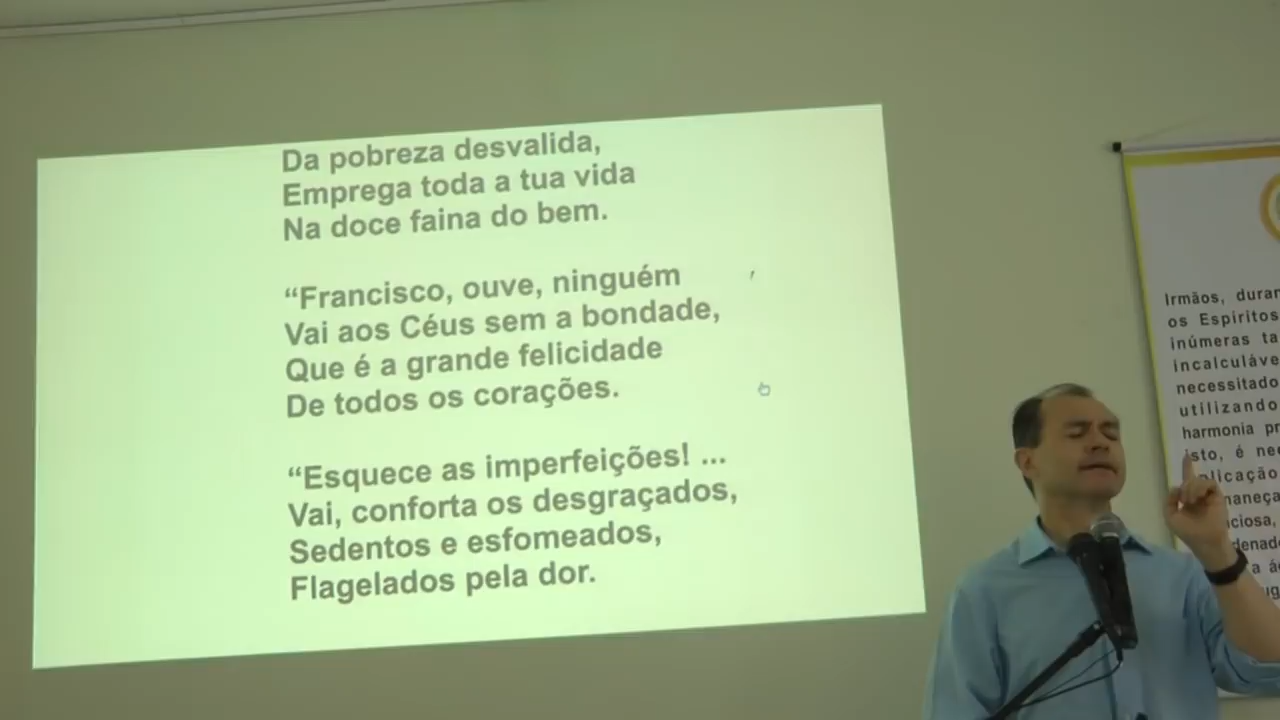 Da pobreza desvalida,
Emprega toda a tua vida
Na doce faina do bem.
“Francisco, ouve, ninguém
Vai aos Céus sem a bondade,
Que é a grande felicidade
De todos os corações.
“Esquece as imperfeições! ...
Vai, conforta os desgraçados,
Sedentos e esfomeados,
Flagelados pela dor.
Irmãos,
os Espíritos
inúmeras
necessitado
utilizando
harmonia
isto, é